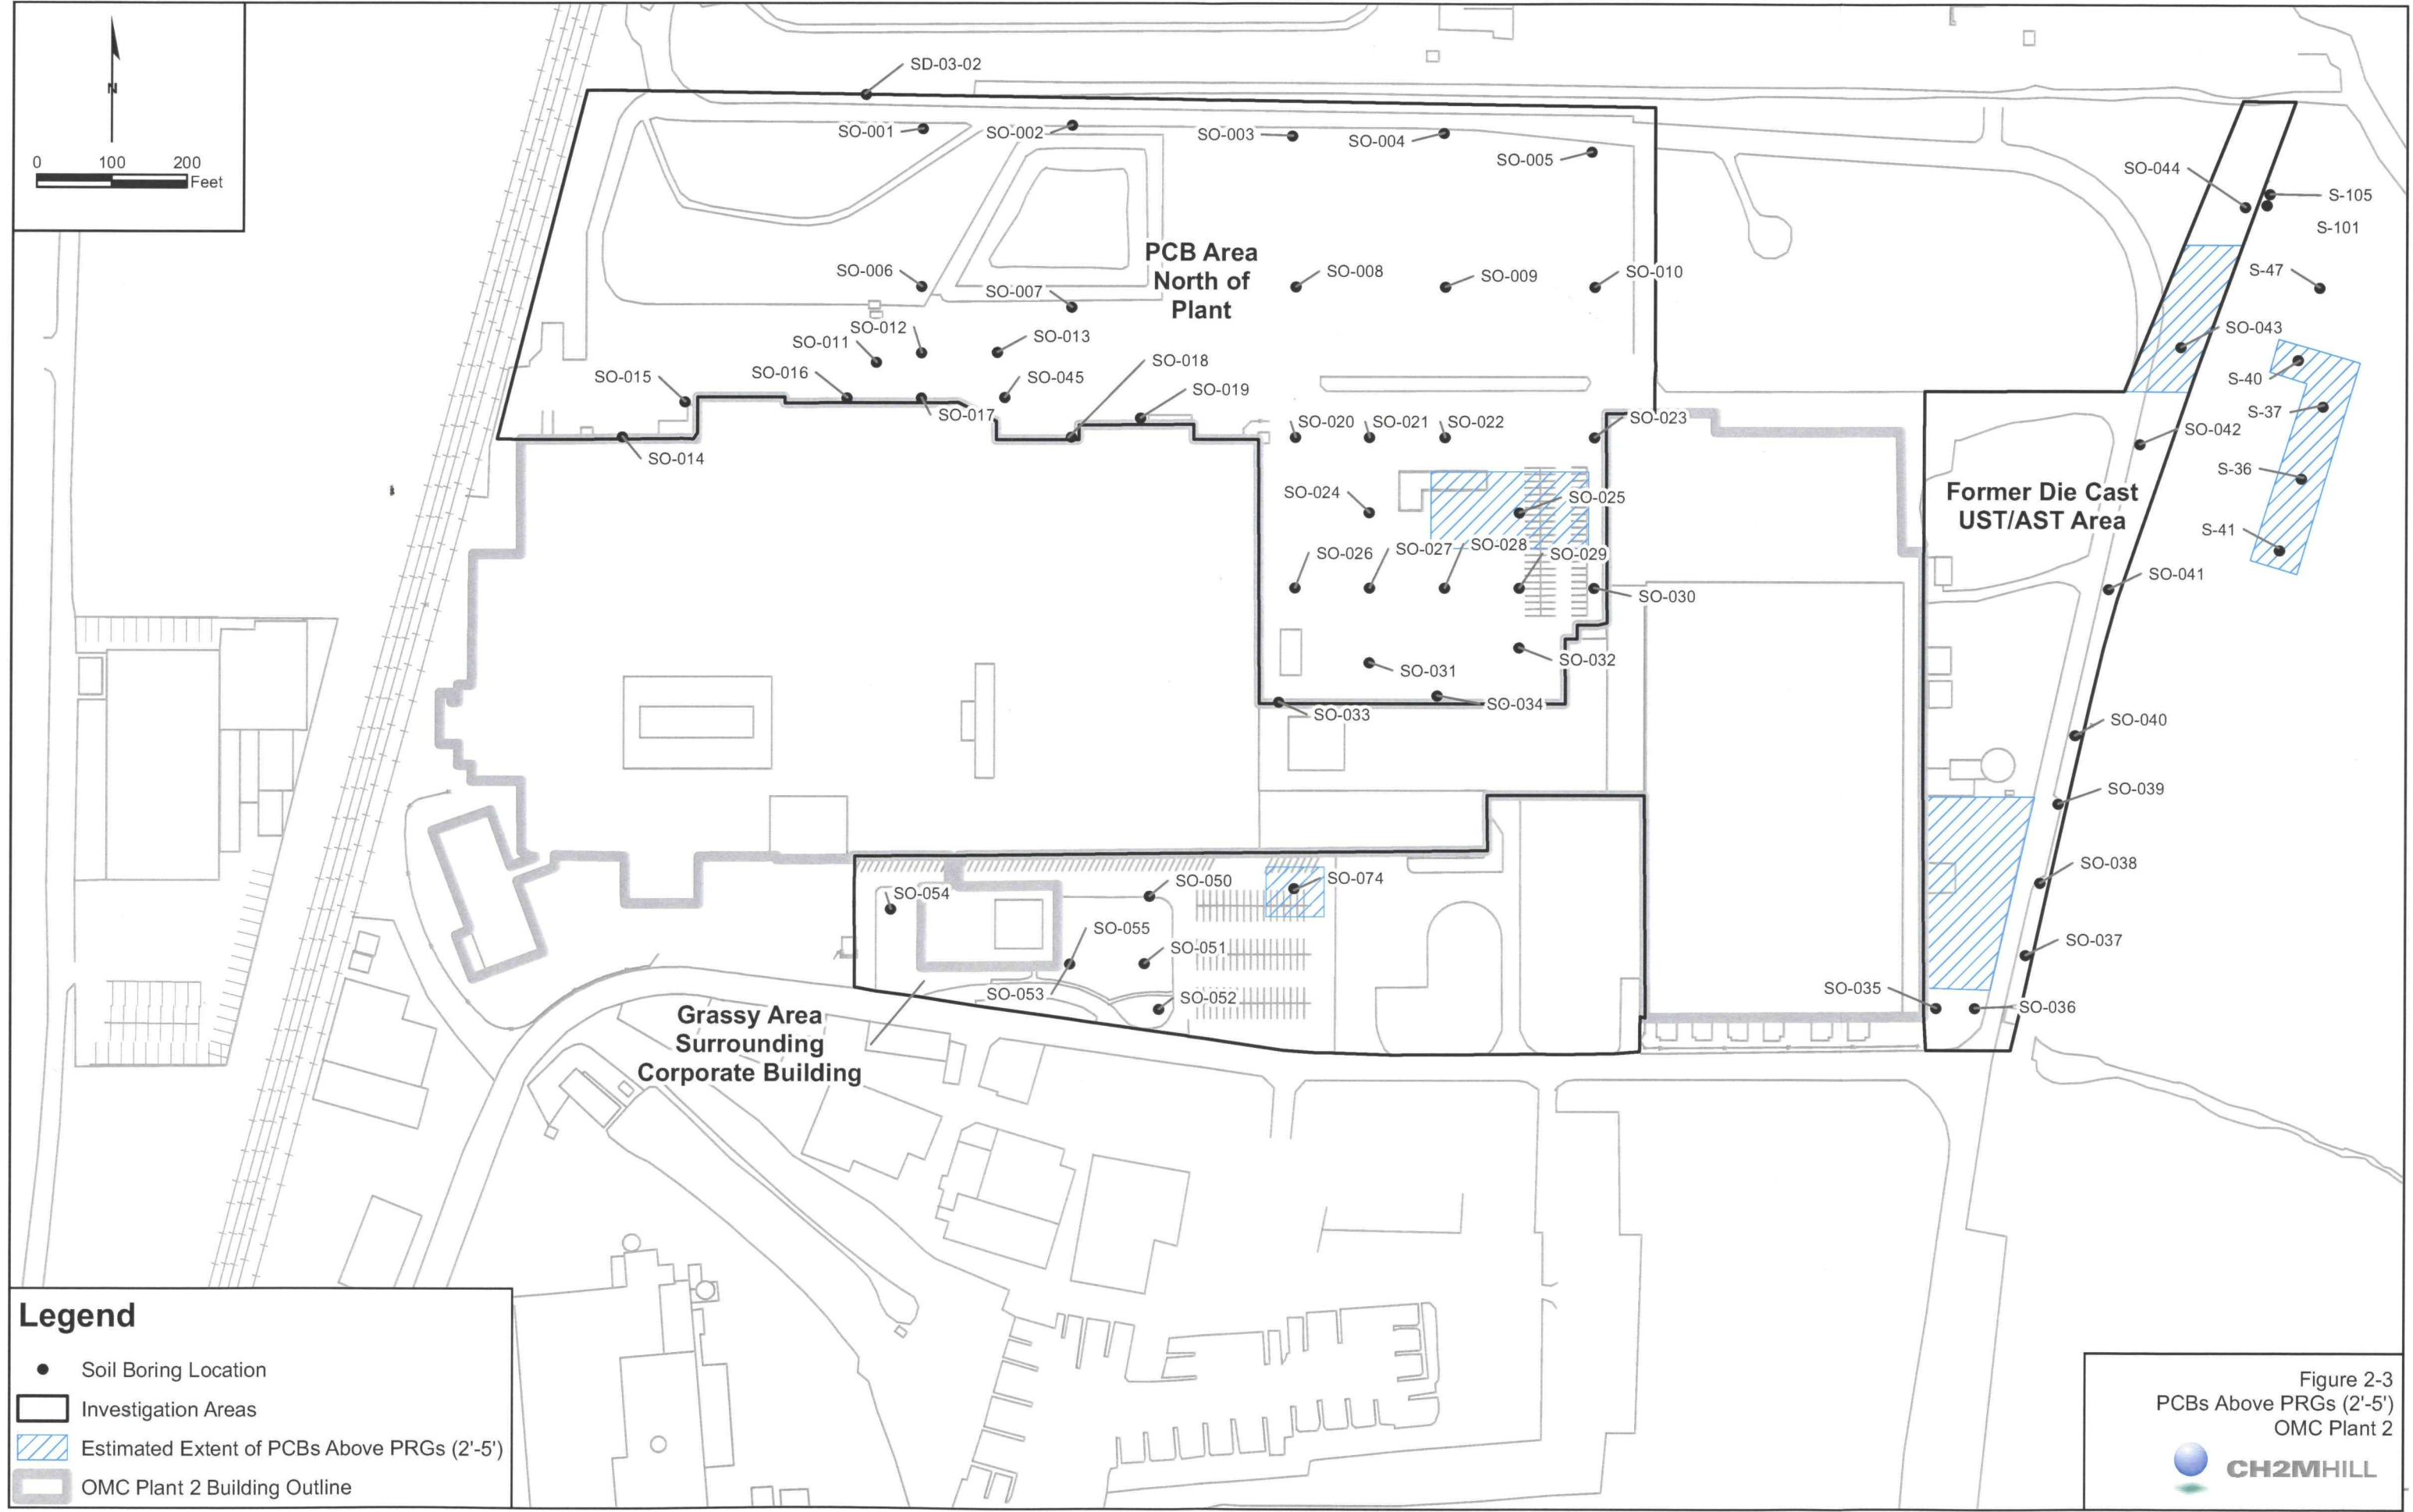 N
0 100 200
Feet
SD-03-02
SO-001
SO-002
SO-003
SO-004
SO-005
SO-044
S-105
S-101
PCB Area
North of
Plant
SO-006
SO-007
SO-008
SO-009
SO-010
S-47
SO-012
SO-011
SO-013
SO-018
SO-043
SO-015
SO-016
SO-045
SO-019
S-40
SO-017
SO-020
SO-021
SO-022
SO-023
S-37
SO-014
SO-042
S-36
SO-024
SO-025
Former Die Cast
UST/AST Area
S-41
SO-026
SO-027
SO-028
SO-029
SO-030
SO-041
SO-031
SO-032
SO-033
SO-034
SO-040
SO-039
SO-038
SO-054
SO-050
SO-074
SO-055
SO-051
SO-037
SO-053
SO-052
SO-035
SO-036
Grassy Area
Surrounding
Corporate Building
Legend
Soil Boring Location
Investigation Areas
Estimated Extent of PCBs Above PRGs (2'-5')
OMC Plant 2 Building Outline
Figure 2-3
PCBs Above PRGs (2'-5')
OMC Plant 2
CH2MHILL